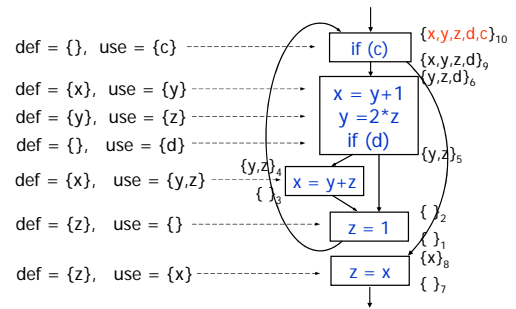 {x,y,z,d,c}10
def = {}, use = {c}
if (c)
{x,y,z,d}9
{y,z,d}6
def = {x}, use = {y}
x = y+1
def = {y}, use = {z}
y =2*z
def = {}, use = {d}
if (d)
{y,z}5
{y,z}4
def = {x}, use = {y,z}
x = y+z
{ }3
{ }2
def = {z}, use = {}
z = 1
{ }1
{x}8
def = {z}, use = {x}
z = x
{ }7